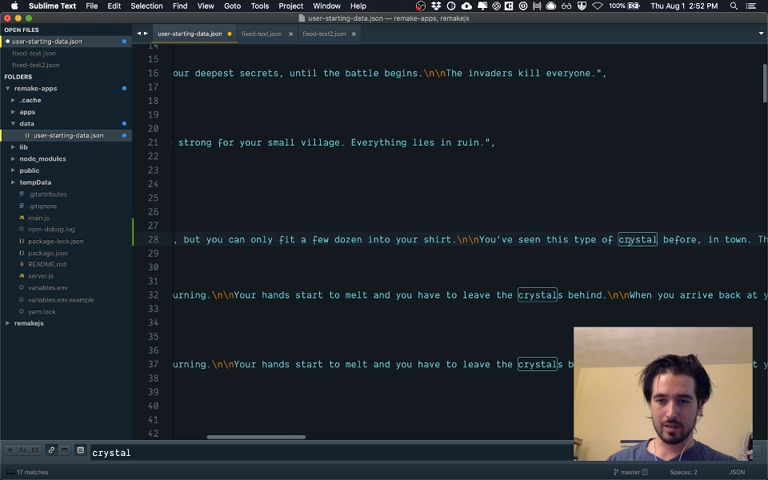 Sublime Text File Edit Selection Find View Goto Tools Project Window Help 100% Thu Aug 1 2:52 PM
user-starting-data.json — remake-apps, remakejs
OPEN FILES
user-starting-data.json
fixed-text.json
fixed-text2.json
FOLDERS
remake-apps
.cache
apps
data
user-starting-data.json
lib
node_modules
public
tempData
.gitattributes
.gitignore
main.js
npm-debug.log
package-lock.json
package.json
README.md
server.js
variables.env
variables.env.example
yarn.lock
remakejs
user-starting-data.json fixed-text.json fixed-text2.json
14
15
16 our deepest secrets, until the battle begins.\n\nThe invaders kill everyone.",
17
18
19
20
21 strong for your small village. Everything lies in ruin.",
22
23
24
25
26
27
28 , but you can only fit a few dozen into your shirt.\n\nYou've seen this type of crystal before, in town. Th
29
30
31
32 urning.\n\nYour hands start to melt and you have to leave the crystals behind.\n\nWhen you arrive back at y
33
34
35
36
37 urning.\n\nYour hands start to melt and you have to leave the crystals b
38
39
40
41
42
crystal
17 matches master Spaces: 2 JSON